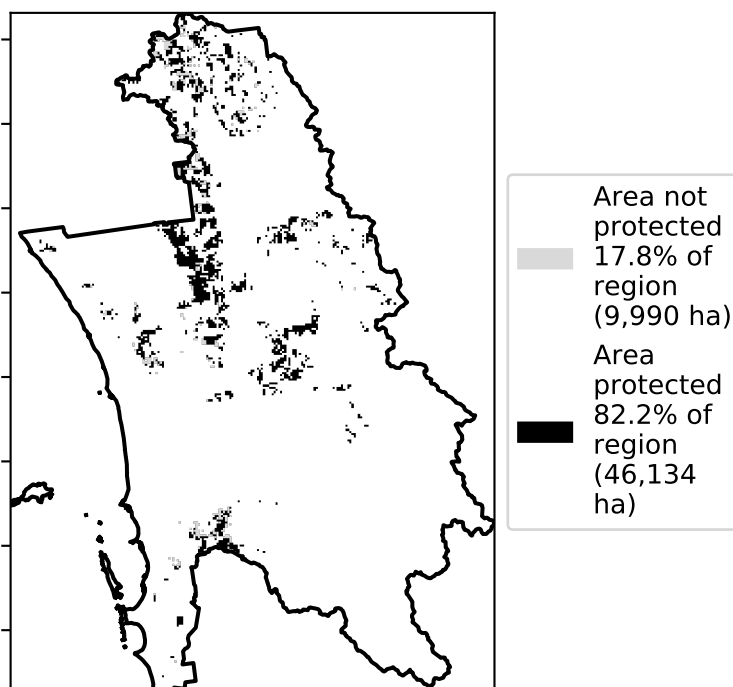 Area not
protected
17.8% of
region
(9,990 ha)
Area
protected
82.2% of
region
(46,134
ha)